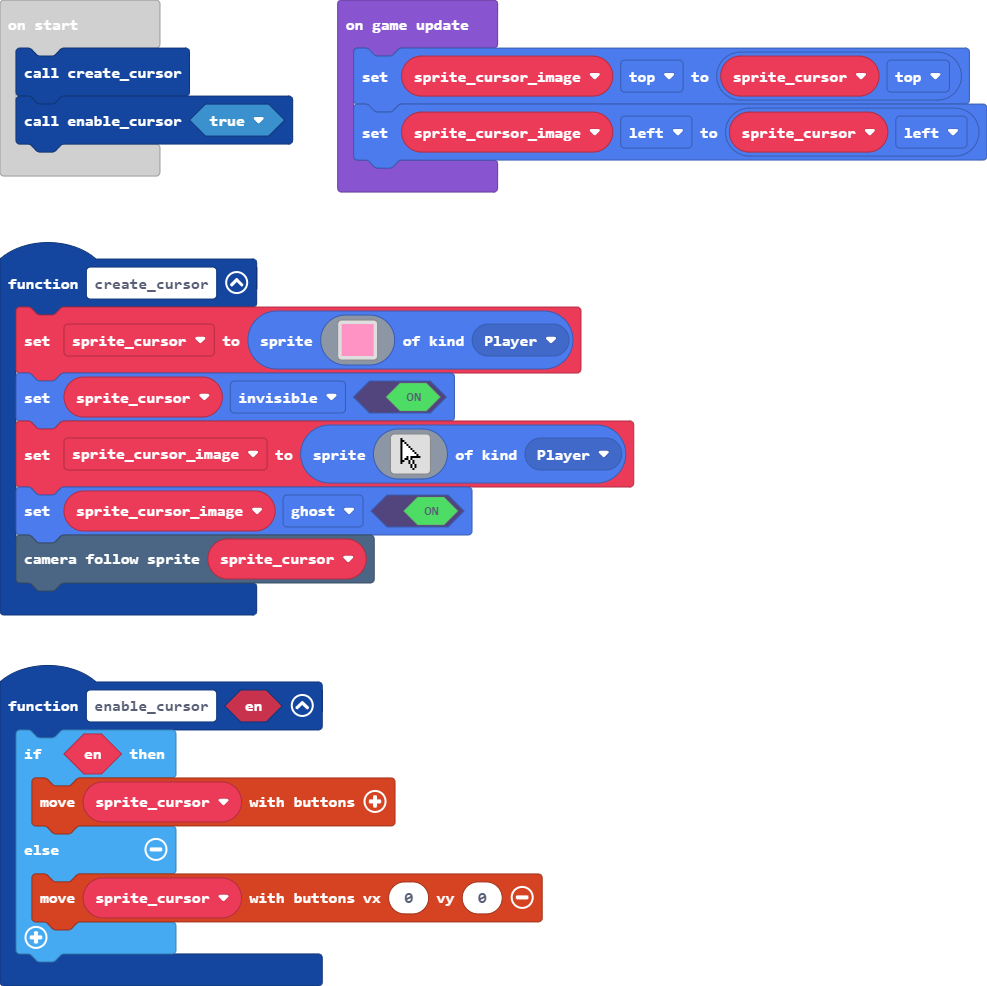 on start
call create_cursor
call enable_cursor true
on game update
set sprite_cursor_image top to sprite_cursor top
set sprite_cursor_image left to sprite_cursor left
function create_cursor
set sprite_cursor to sprite of kind Player
set sprite_cursor invisible ON
set sprite_cursor_image to sprite of kind Player
set sprite_cursor_image ghost ON
camera follow sprite sprite_cursor
function enable_cursor en
if en then
move sprite_cursor with buttons
else
move sprite_cursor with buttons vx 0 vy 0